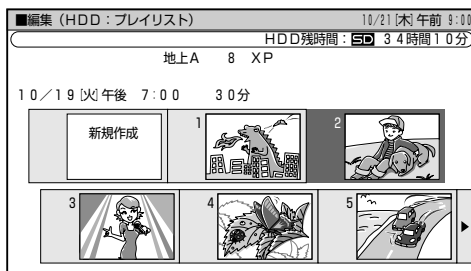 ■編集（HDD：プレイリスト） 10/21[木]午前 9:00
HDD残時間：SD 34時間10分
地上A 8 XP
10／19[火]午後 7:00 30分
新規作成 1 2
3 4 5